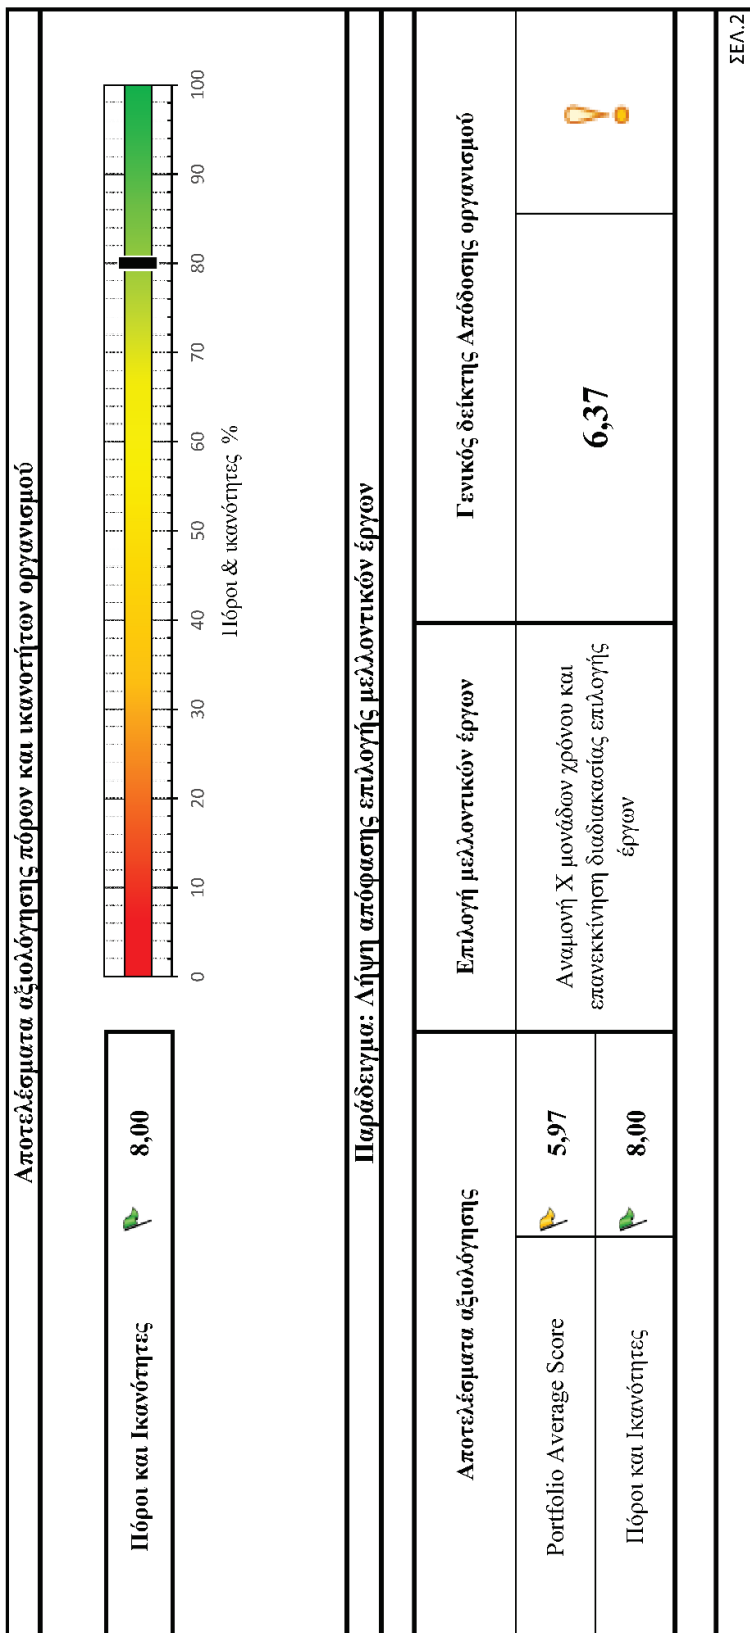 Αποτελέσματα αξιολόγησης πόρων και ικανοτήτων οργανισμού
Πόροι και Ικανότητες 8,00
0 10 20 30 40 50 60 70 80 90 100
Πόροι & ικανότητες %
Παράδειγμα: Λήψη απόφασης επιλογής μελλοντικών έργων
Αποτελέσματα αξιολόγησης
Επιλογή μελλοντικών έργων
Γενικός δείκτης Απόδοσης οργανισμού
Portfolio Average Score 5,97
Πόροι και Ικανότητες 8,00
Αναμονή Χ μονάδων χρόνου και
επανεκκίνηση διαδιακασίας επιλογής
έργων
6,37
ΣΕΛ.2